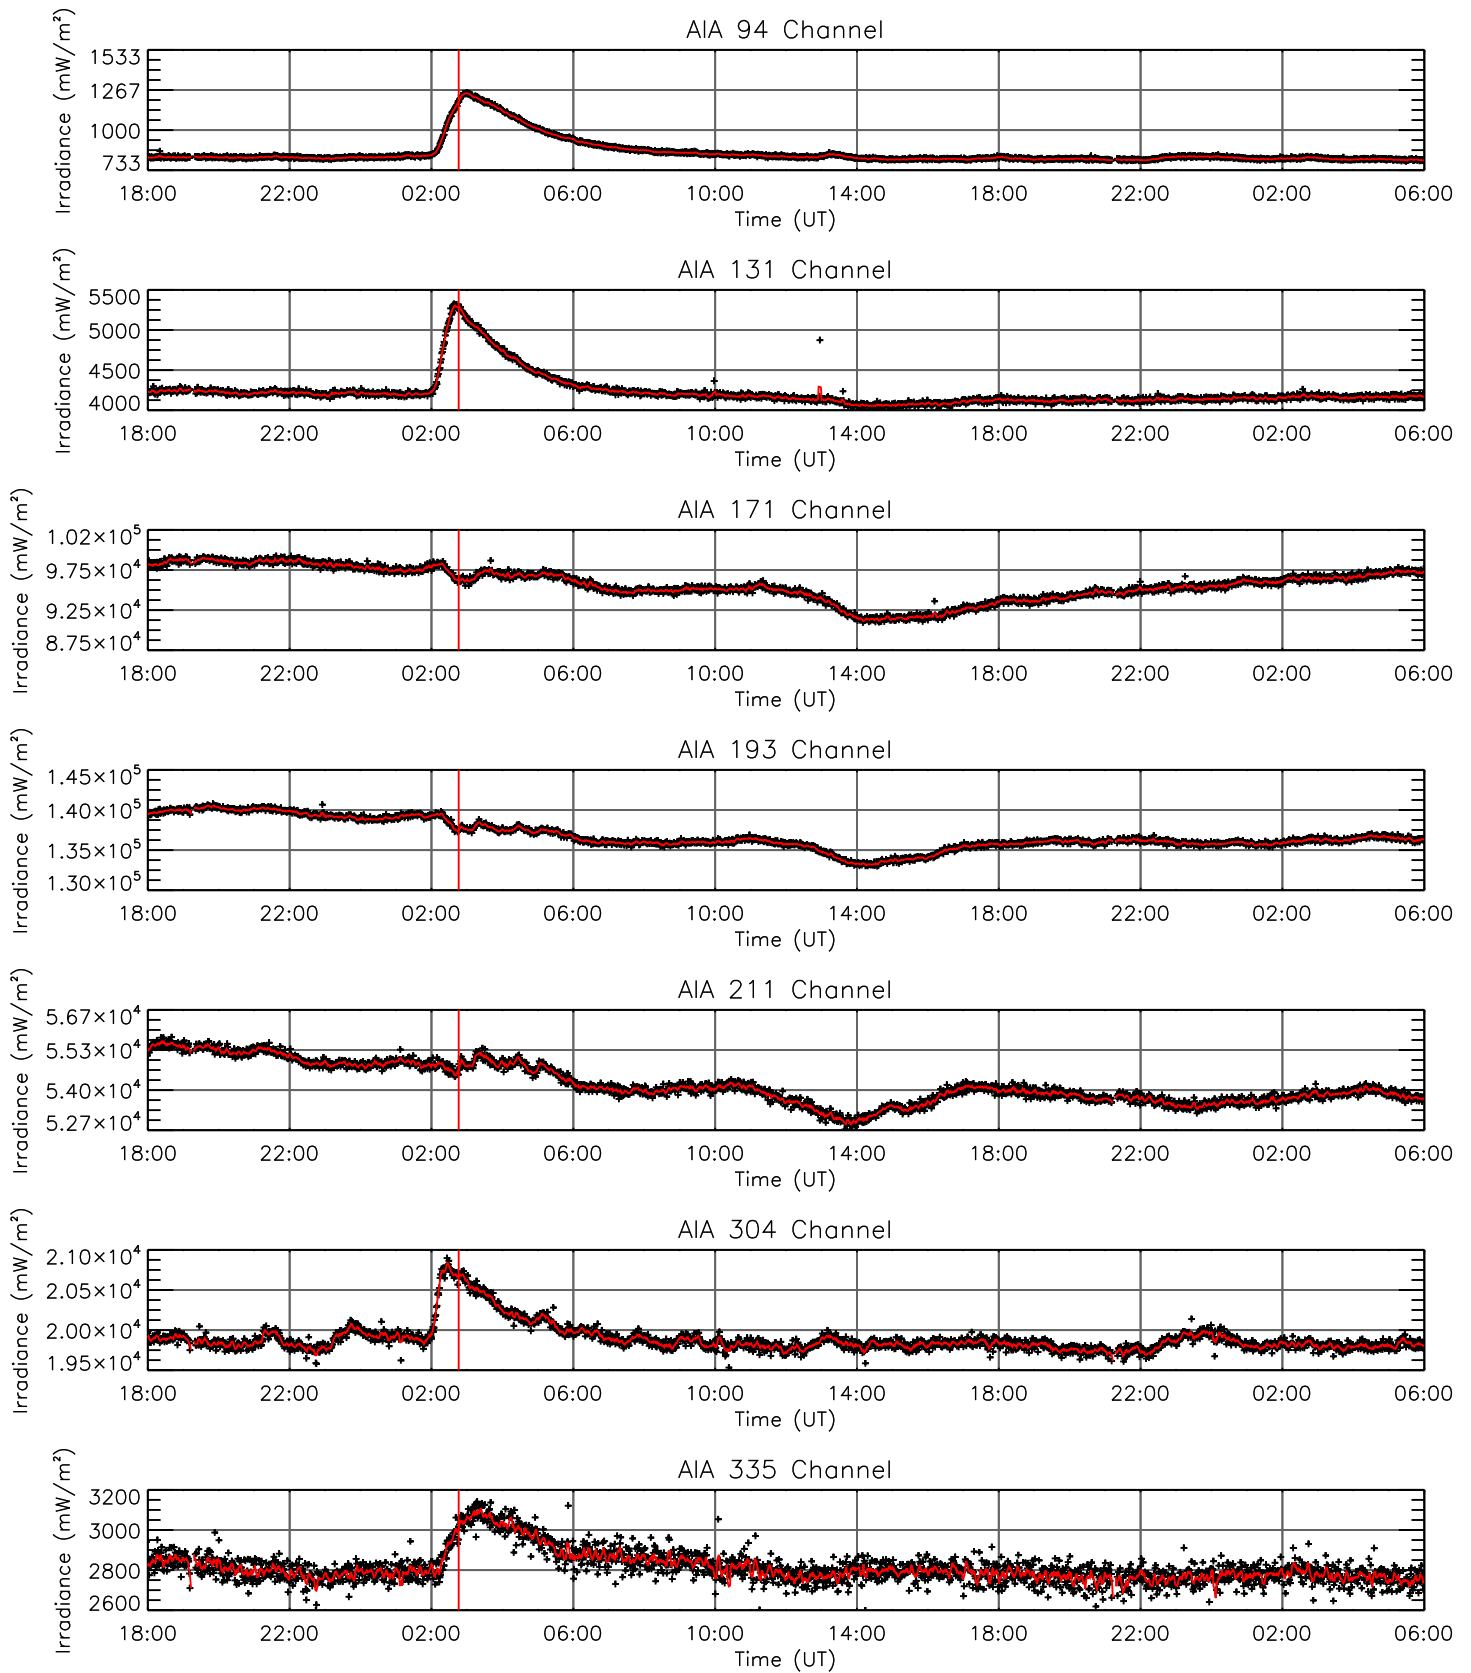 AIA 94 Channel
Irradiance (mW/m²)
1533
1267
1000
733
18:00 22:00 02:00 06:00 10:00 14:00 18:00 22:00 02:00 06:00
Time (UT)
AIA 131 Channel
Irradiance (mW/m²)
5500
5000
4500
4000
18:00 22:00 02:00 06:00 10:00 14:00 18:00 22:00 02:00 06:00
Time (UT)
AIA 171 Channel
Irradiance (mW/m²)
1.02×10⁵
9.75×10⁴
9.25×10⁴
8.75×10⁴
18:00 22:00 02:00 06:00 10:00 14:00 18:00 22:00 02:00 06:00
Time (UT)
AIA 193 Channel
Irradiance (mW/m²)
1.45×10⁵
1.40×10⁵
1.35×10⁵
1.30×10⁵
18:00 22:00 02:00 06:00 10:00 14:00 18:00 22:00 02:00 06:00
Time (UT)
AIA 211 Channel
Irradiance (mW/m²)
5.67×10⁴
5.53×10⁴
5.40×10⁴
5.27×10⁴
18:00 22:00 02:00 06:00 10:00 14:00 18:00 22:00 02:00 06:00
Time (UT)
AIA 304 Channel
Irradiance (mW/m²)
2.10×10⁴
2.05×10⁴
2.00×10⁴
1.95×10⁴
18:00 22:00 02:00 06:00 10:00 14:00 18:00 22:00 02:00 06:00
Time (UT)
AIA 335 Channel
Irradiance (mW/m²)
3200
3000
2800
2600
18:00 22:00 02:00 06:00 10:00 14:00 18:00 22:00 02:00 06:00
Time (UT)